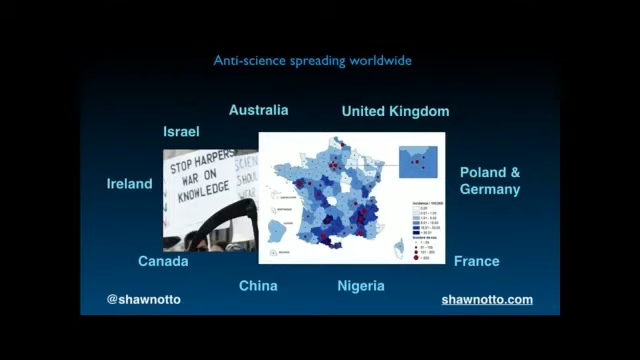 Anti-science spreading worldwide
Australia
United Kingdom
Israel
STOP HARPER'S
WAR ON
KNOWLEDGE
Ireland
Poland &
Germany
Canada
France
China
Nigeria
@shawnotto
shawnotto.com